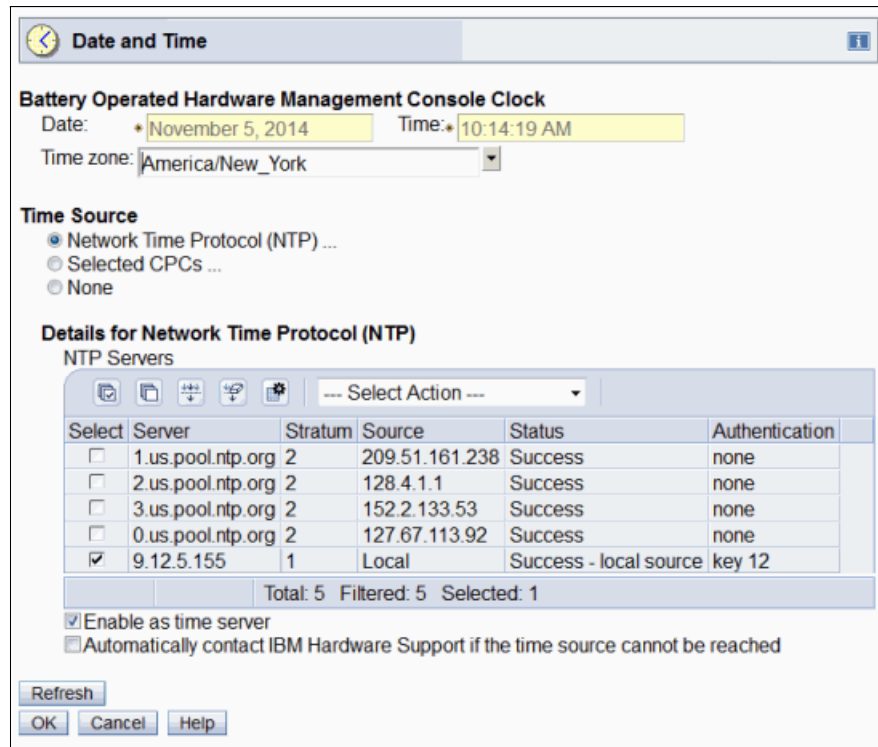 Date and Time
Battery Operated Hardware Management Console Clock
Date: * November 5, 2014 Time:* 10:14:19 AM
Time zone: America/New_York
Time Source
Network Time Protocol (NTP) ...
Selected CPCs ...
None
Details for Network Time Protocol (NTP)
NTP Servers
--- Select Action ---
Select Server Stratum Source Status Authentication
1.us.pool.ntp.org 2 209.51.161.238 Success none
2.us.pool.ntp.org 2 128.4.1.1 Success none
3.us.pool.ntp.org 2 152.2.133.53 Success none
0.us.pool.ntp.org 2 127.67.113.92 Success none
9.12.5.155 1 Local Success - local source key 12
Total: 5 Filtered: 5 Selected: 1
Enable as time server
Automatically contact IBM Hardware Support if the time source cannot be reached
Refresh
OK Cancel Help